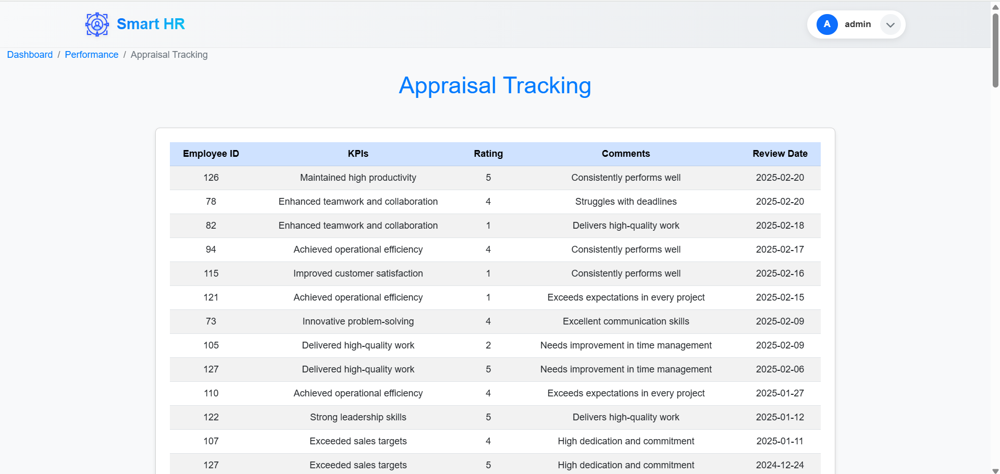 Smart HR
A admin
Dashboard / Performance / Appraisal Tracking
Appraisal Tracking
Employee ID KPIs Rating Comments Review Date
126 Maintained high productivity 5 Consistently performs well 2025-02-20
78 Enhanced teamwork and collaboration 4 Struggles with deadlines 2025-02-20
82 Enhanced teamwork and collaboration 1 Delivers high-quality work 2025-02-18
94 Achieved operational efficiency 4 Consistently performs well 2025-02-17
115 Improved customer satisfaction 1 Consistently performs well 2025-02-16
121 Achieved operational efficiency 1 Exceeds expectations in every project 2025-02-15
73 Innovative problem-solving 4 Excellent communication skills 2025-02-09
105 Delivered high-quality work 2 Needs improvement in time management 2025-02-09
127 Delivered high-quality work 5 Needs improvement in time management 2025-02-06
110 Achieved operational efficiency 4 Exceeds expectations in every project 2025-01-27
122 Strong leadership skills 5 Delivers high-quality work 2025-01-12
107 Exceeded sales targets 4 High dedication and commitment 2025-01-11
127 Exceeded sales targets 5 High dedication and commitment 2024-12-24